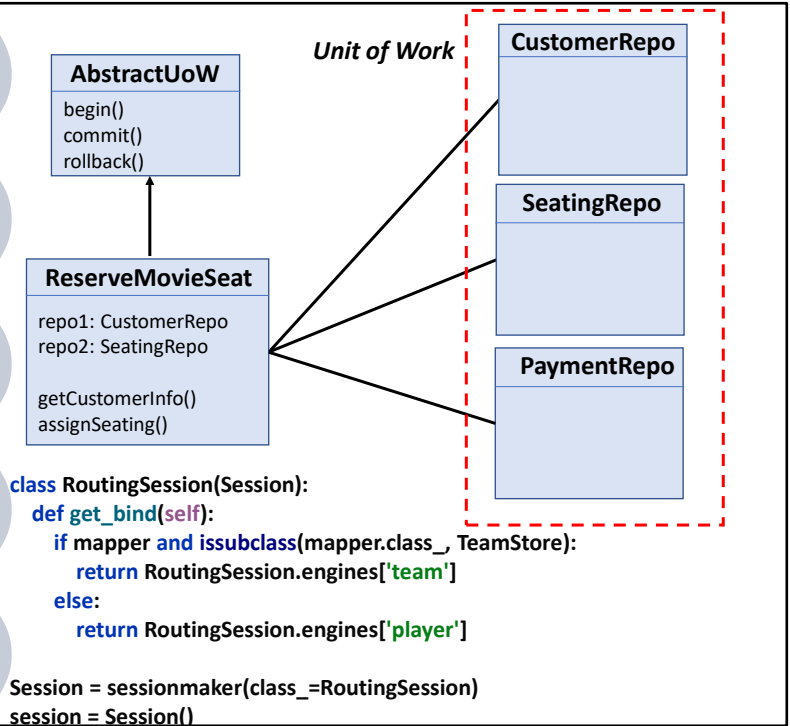 Unit of Work
AbstractUoW
begin()
commit()
rollback()
CustomerRepo
SeatingRepo
ReserveMovieSeat
repo1: CustomerRepo
repo2: SeatingRepo
getCustomerInfo()
assignSeating()
PaymentRepo
class RoutingSession(Session):
def get_bind(self):
if mapper and issubclass(mapper.class_, TeamStore):
return RoutingSession.engines['team']
else:
return RoutingSession.engines['player']
Session = sessionmaker(class_=RoutingSession)
session = Session()